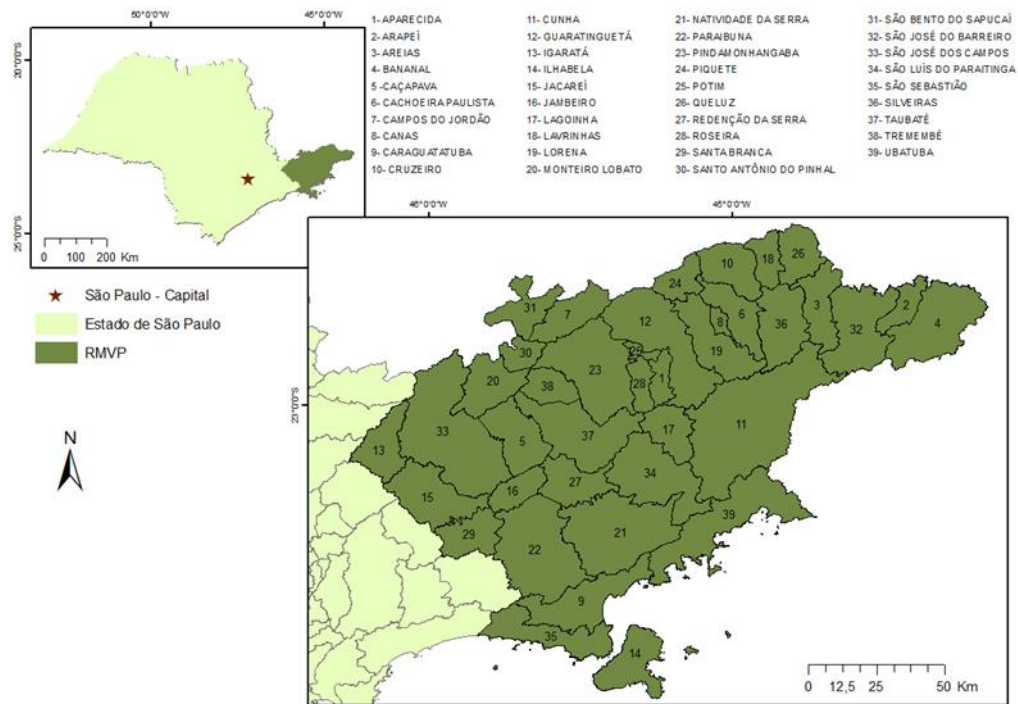 50°0'0"S
45°0'0"S
20°0'0"S
25°0'0"S
0 100 200 Km
1- APARECIDA
2- ARAPEÍ
3- AREIAS
4- BANANAL
5 -CAÇAPAVA
6- CACHOEIRA PAULISTA
7- CAMPOS DO JORDÃO
8- CANAS
9- CARAGUATATUBA
10- CRUZEIRO
11- CUNHA
12- GUARATINGUETÁ
13- IGARATÁ
14- ILHABELA
15- JACAREÍ
16- JAMBEIRO
17- LAGOINHA
18- LAVRINHAS
19- LORENA
20- MONTEIRO LOBATO
21- NATIVIDADE DA SERRA
22- PARAIBUNA
23- PINDAMONHANGABA
24- PIQUETE
25- POTIM
26- QUELUZ
27- REDENÇÃO DA SERRA
28- ROSEIRA
29- SANTA BRANCA
30- SANTO ANTÔNIO DO PINHAL
31- SÃO BENTO DO SAPUCAÍ
32- SÃO JOSÉ DO BARREIRO
33- SÃO JOSÉ DOS CAMPOS
34- SÃO LUÍS DO PARAITINGA
35- SÃO SEBASTIÃO
36- SILVEIRAS
37- TAUBATÉ
38- TREMEMBÉ
39- UBATUBA
São Paulo - Capital
Estado de São Paulo
RMVP
N
46°0'0"S
45°0'0"S
23°0'0"S
26
18
10
24
31
7
12
8
6
36
3
32
2
4
30
25
20
38
23
28
1
19
33
5
37
17
11
13
27
34
15
16
39
29
22
21
9
35
14
0 12,5 25 50 Km